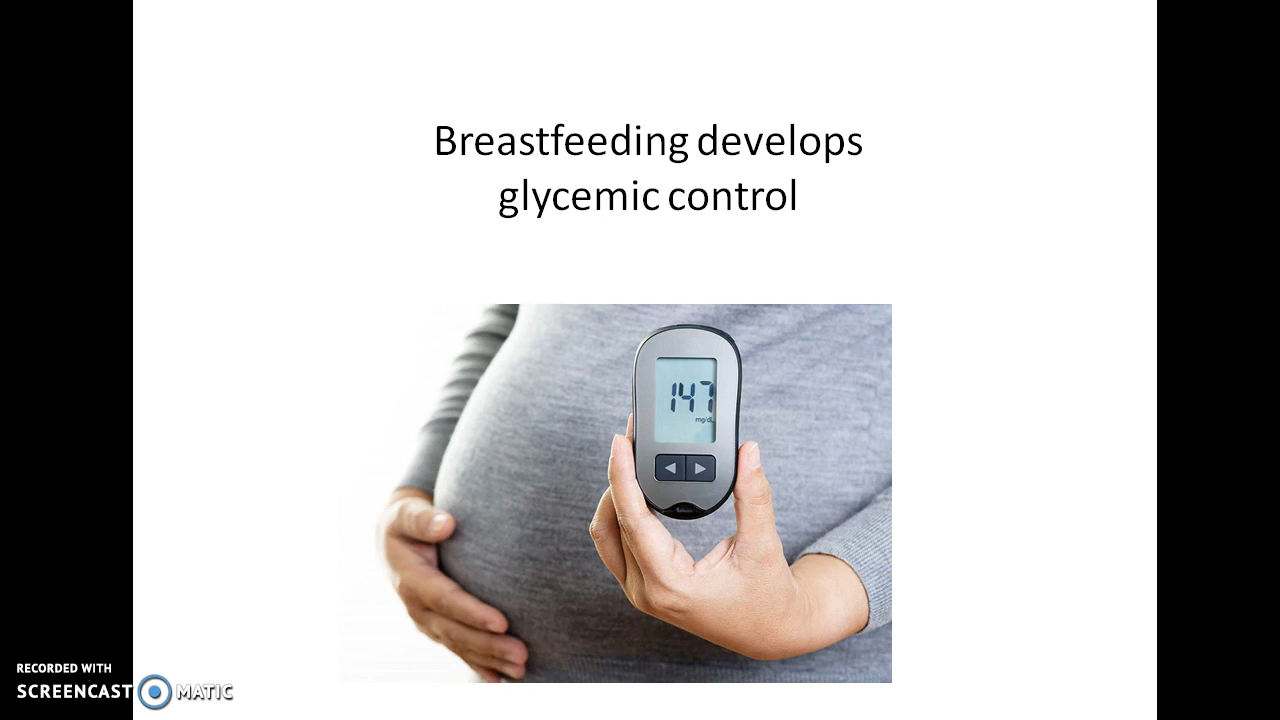 Breastfeeding develops
glycemic control
147
mg/dL
RECORDED WITH
SCREENCAST MATIC